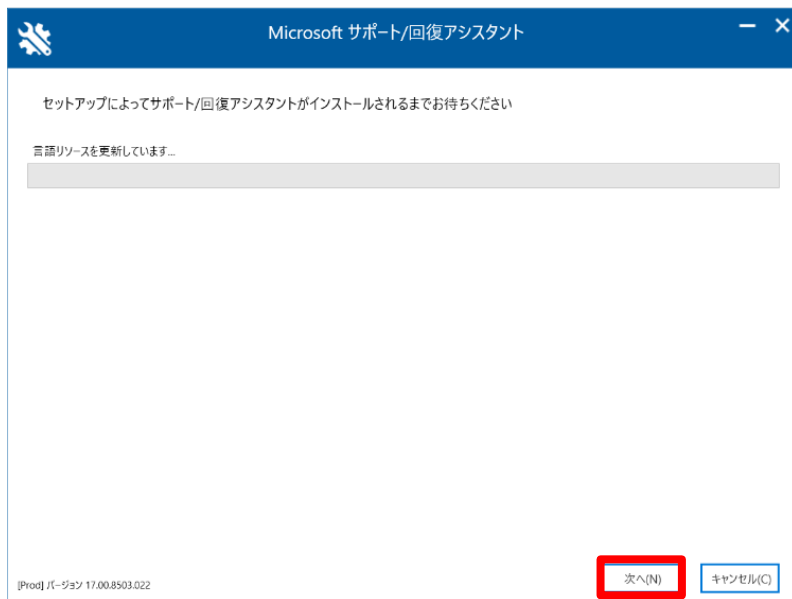 Microsoft サポート/回復アシスタント
セットアップによってサポート/回復アシスタントがインストールされるまでお待ちください
言語リソースを更新しています...
[Prod] バージョン 17.00.8503.022
次へ(N)
キャンセル(C)